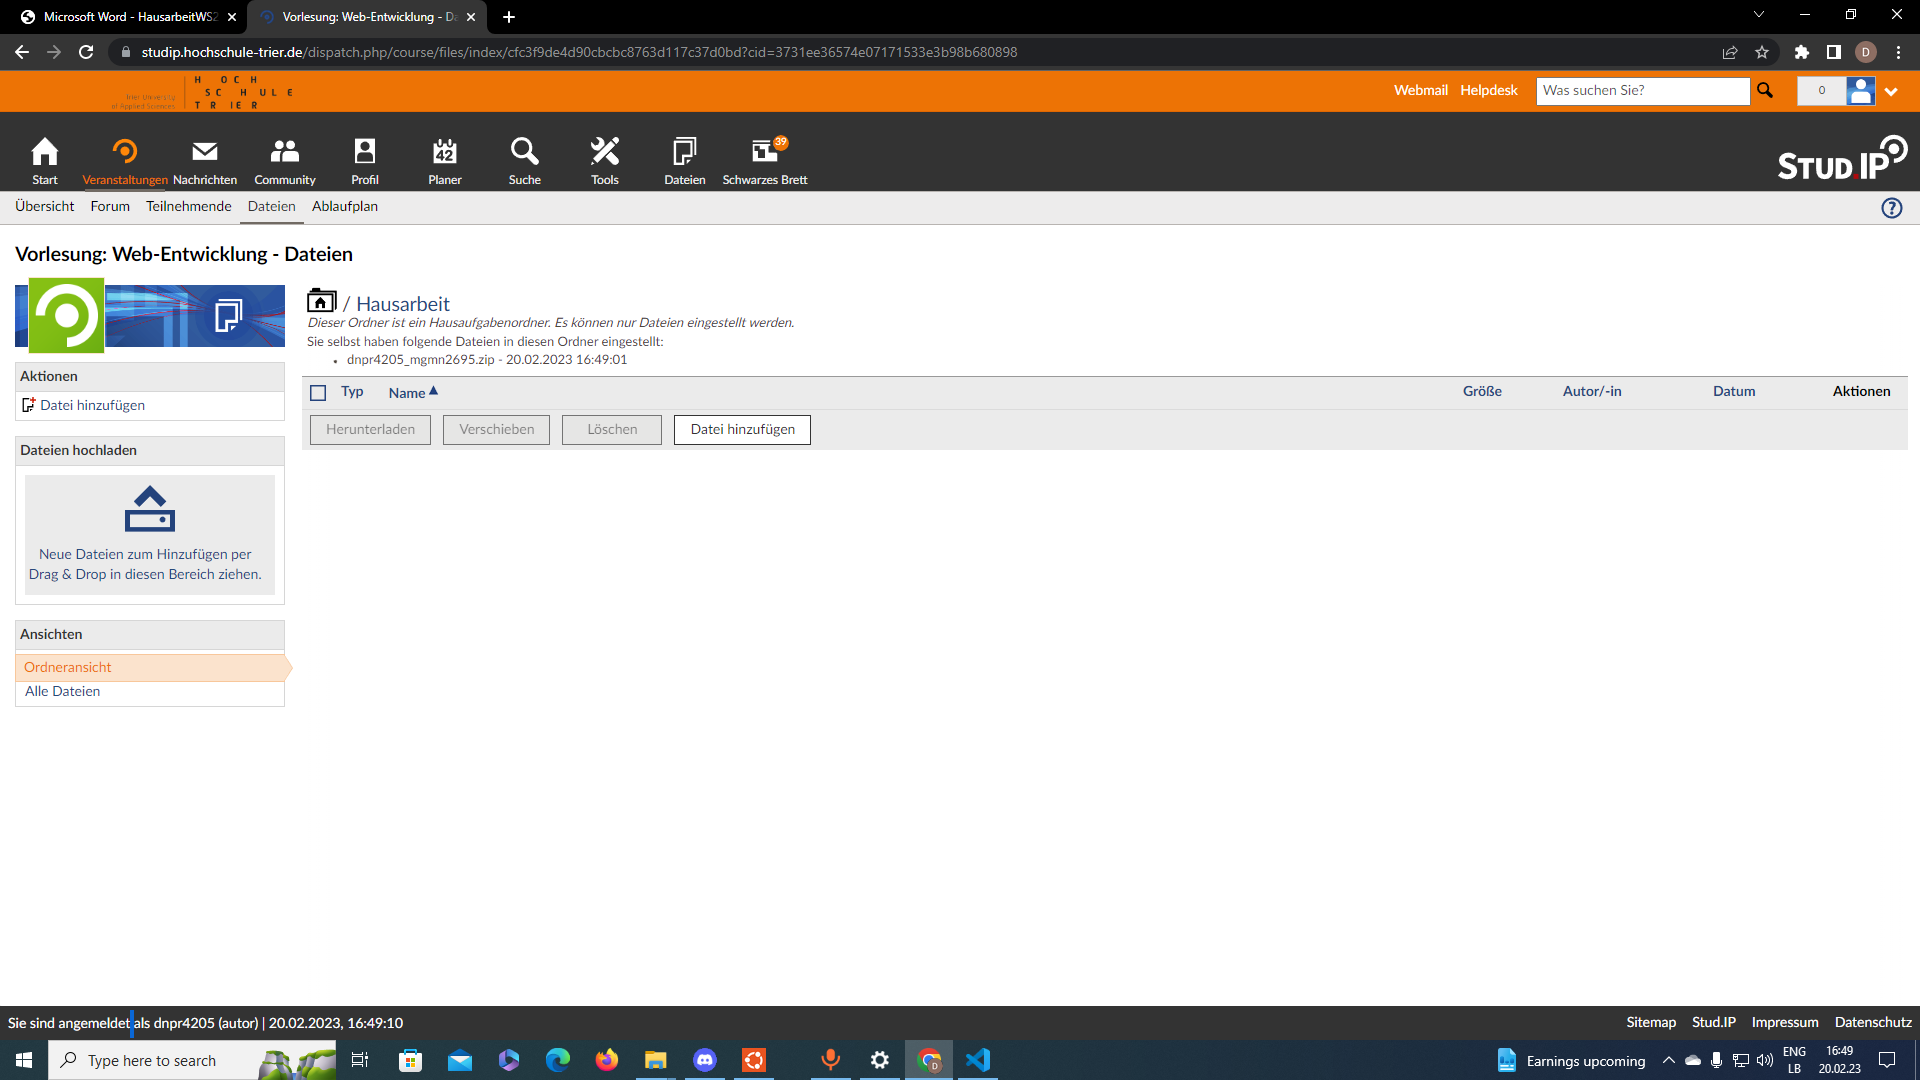 Microsoft Word - HausarbeitWS2
Vorlesung: Web-Entwicklung - Da
studip.hochschule-trier.de/dispatch.php/course/files/index/cfc3f9de4d90cbcbc8763d117c37d0bd?cid=3731ee36574e07171533e3b98b680898
D
Trier University
of Applied Sciences
HOCH
SCHULE
TRIER
Webmail
Helpdesk
Was suchen Sie?
0
Start
Veranstaltungen
Nachrichten
Community
Profil
42
Planer
Suche
Tools
Dateien
39
Schwarzes Brett
STUD.IP
Übersicht
Forum
Teilnehmende
Dateien
Ablaufplan
?
Vorlesung: Web-Entwicklung - Dateien
/ Hausarbeit
Dieser Ordner ist ein Hausaufgabenordner. Es können nur Dateien eingestellt werden.
Sie selbst haben folgende Dateien in diesen Ordner eingestellt:
• dnpr4205_mgmn2695.zip - 20.02.2023 16:49:01
Typ
Name
Größe
Autor/-in
Datum
Aktionen
Herunterladen
Verschieben
Löschen
Datei hinzufügen
Aktionen
Datei hinzufügen
Dateien hochladen
Neue Dateien zum Hinzufügen per
Drag & Drop in diesen Bereich ziehen.
Ansichten
Ordneransicht
Alle Dateien
Sie sind angemeldet als dnpr4205 (autor) | 20.02.2023, 16:49:10
Sitemap
Stud.IP
Impressum
Datenschutz
Type here to search
D
Earnings upcoming
ENG
LB
16:49
20.02.23